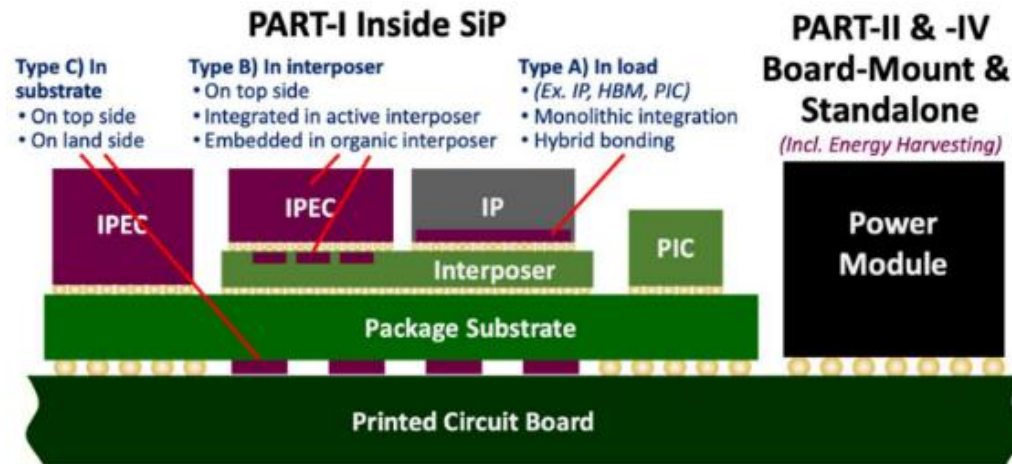 PART-I Inside SiP
PART-II & -IV
Board-Mount &
Standalone
(Incl. Energy Harvesting)
Type C) In
substrate
• On top side
• On land side
Type B) In interposer
• On top side
• Integrated in active interposer
• Embedded in organic interposer
Type A) In load
• (Ex. IP, HBM, PIC)
• Monolithic integration
• Hybrid bonding
IPEC
IPEC
IP
PIC
Power
Module
Interposer
Package Substrate
Printed Circuit Board